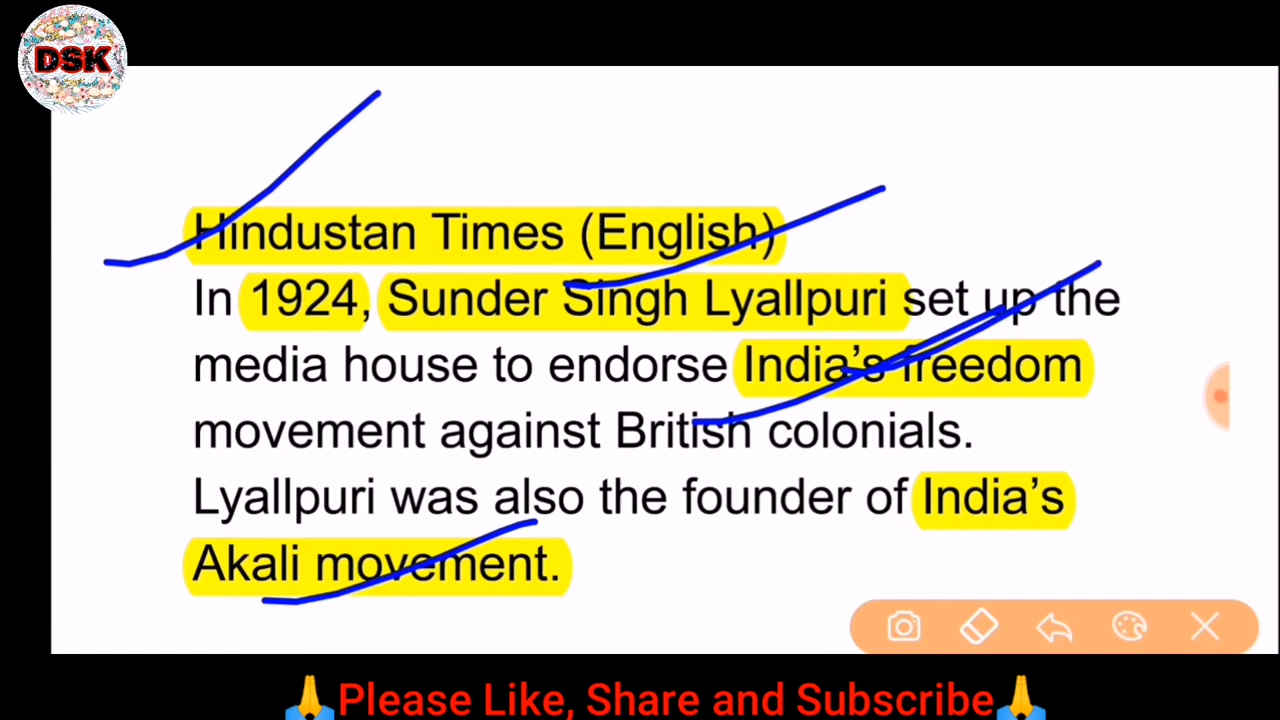 DSK
Hindustan Times (English)
In 1924, Sunder Singh Lyallpuri set up the
media house to endorse India’s freedom
movement against British colonials.
Lyallpuri was also the founder of India’s
Akali movement.
🙏Please Like, Share and Subscribe🙏